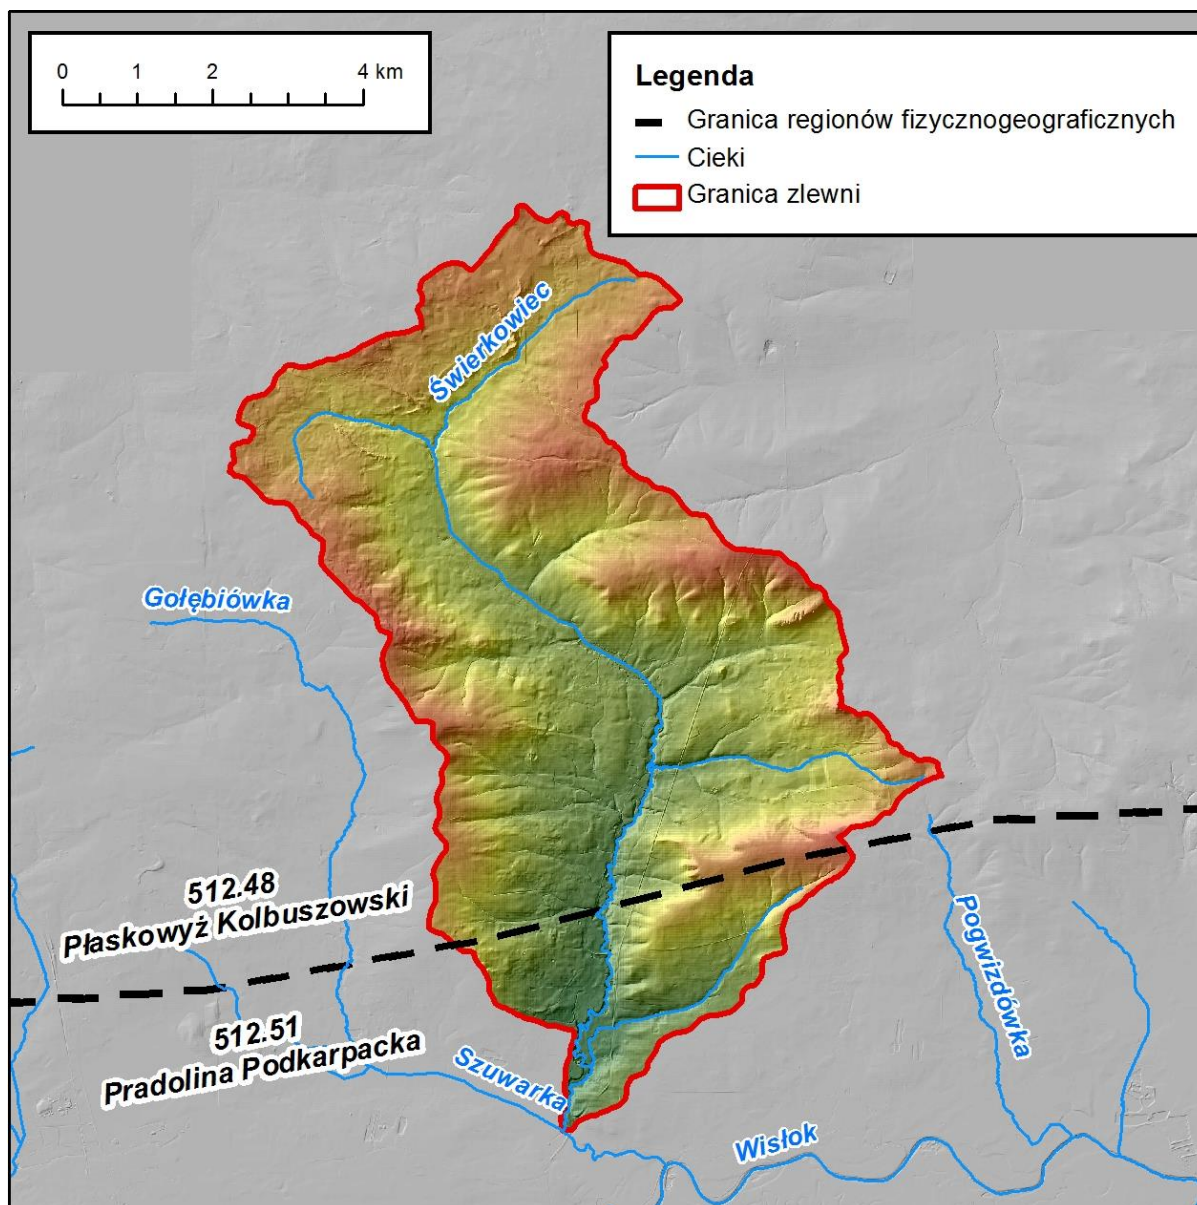 0 1 2 4 km
Legenda
Granica regionów fizycznogeograficznych
Cieki
Granica zlewni
Świerkowiec
Gołębiówka
512.48
Płaskowyż Kolbuszowski
512.51
Pradolina Podkarpacka
Szuwarka
Pogwizdówka
Wisłok